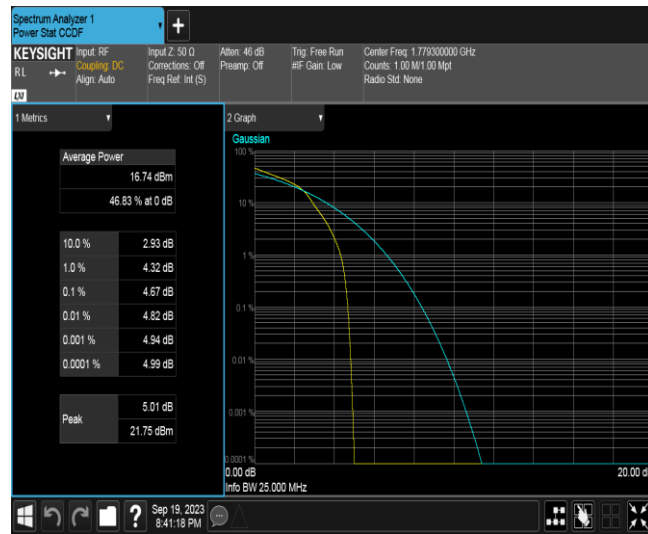 Spectrum Analyzer 1
Power Stat CCDF
+
KEYSIGHT
RL
LXI
Input: RF
Coupling: DC
Align: Auto
Input Z: 50 Ω
Corrections: Off
Freq Ref: Int (S)
Atten: 46 dB
Preamp: Off
Trig: Free Run
#IF Gain: Low
Center Freq: 1.779300000 GHz
Counts: 1.00 M/1.00 Mpt
Radio Std: None
1 Metrics
Average Power
16.74 dBm
46.83 % at 0 dB
10.0 % 2.93 dB
1.0 % 4.32 dB
0.1 % 4.67 dB
0.01 % 4.82 dB
0.001 % 4.94 dB
0.0001 % 4.99 dB
Peak
5.01 dB
21.75 dBm
2 Graph
Gaussian
100 %
10 %
1 %
0.1 %
0.01 %
0.001 %
0.0001 %
0.00 dB
20.00 d
Info BW 25.000 MHz
?
Sep 19, 2023
8:41:18 PM